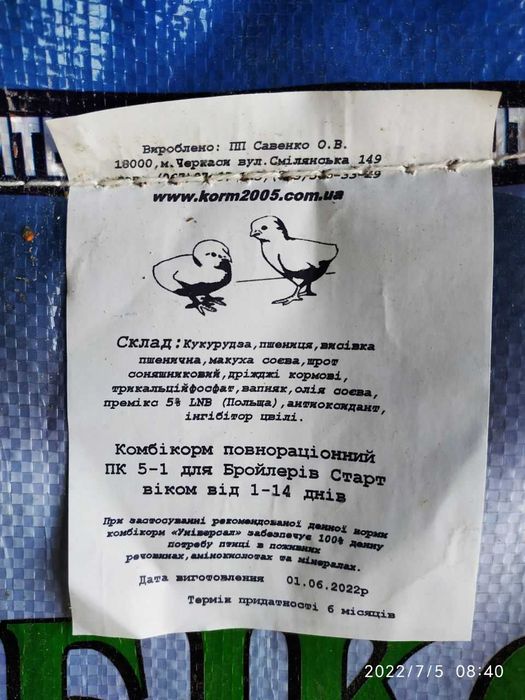 Вироблено: ПП Савенко О.В.
18000,м.Черкаси вул.Смілянська 149
www.korm2005.com.ua
Склад:Кукурудза,пшениця,висівка
пшенична,макуха соєва,шрот
соняшниковий,дріжджі кормові,
трикальційфосфат,вапняк,олія соєва,
премікс 5% LNB (Польща),антиоксидант,
інгібітор цвілі.
Комбікорм повнораціонний
ПК 5-1 для Бройлерів Старт
віком від 1-14 днів
При застосуванні рекомендованої денної норми
комбікорм «Універсал» забезпечує 100% денну
потребу птиці в поживних
речовинах,амінокислотах та мінералах.
Дата виготовлення 01.06.2022р
Термін придатності 6 місяців
2022/7/5 08:40